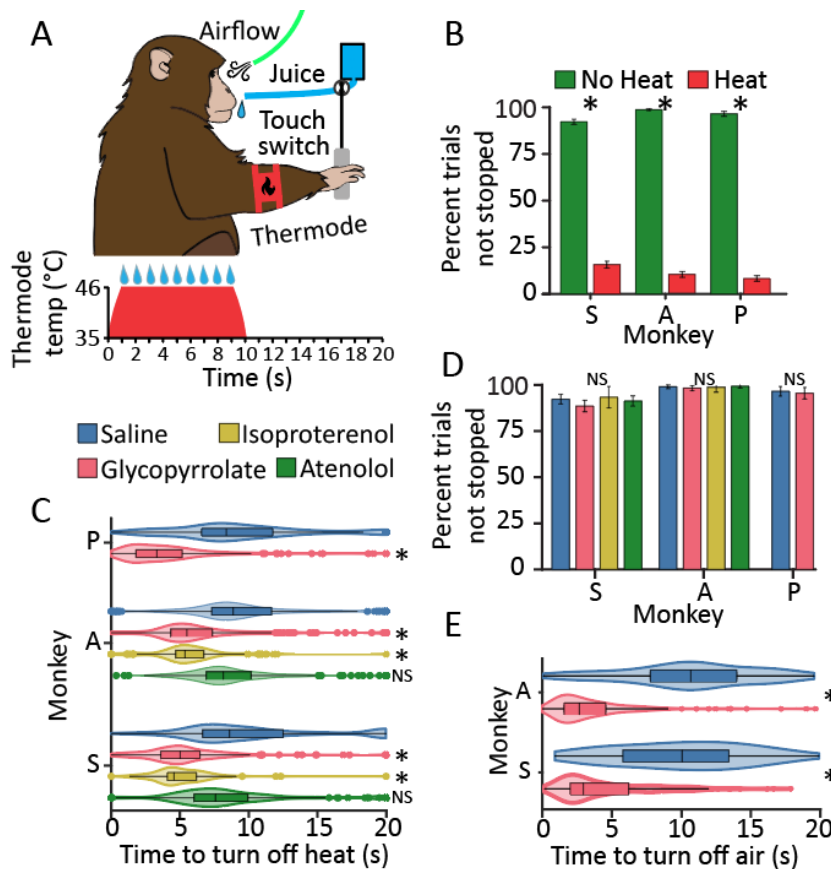 A
Airflow
Juice
Touch
switch
Thermode
Thermode
temp (°C)
46
35
0 2 4 6 8 10 12 14 16 18 20
Time (s)
B
No Heat Heat
Percent trials
not stopped
100
75
50
25
0
* * *
S A P
Monkey
Saline Isoproterenol
Glycopyrrolate Atenolol
C
Monkey
P
*
A
*
*
NS
S
*
*
NS
0 5 10 15 20
Time to turn off heat (s)
D
Percent trials
not stopped
100
75
50
25
0
NS NS NS
S A P
Monkey
E
Monkey
A
*
S
*
0 5 10 15 20
Time to turn off air (s)